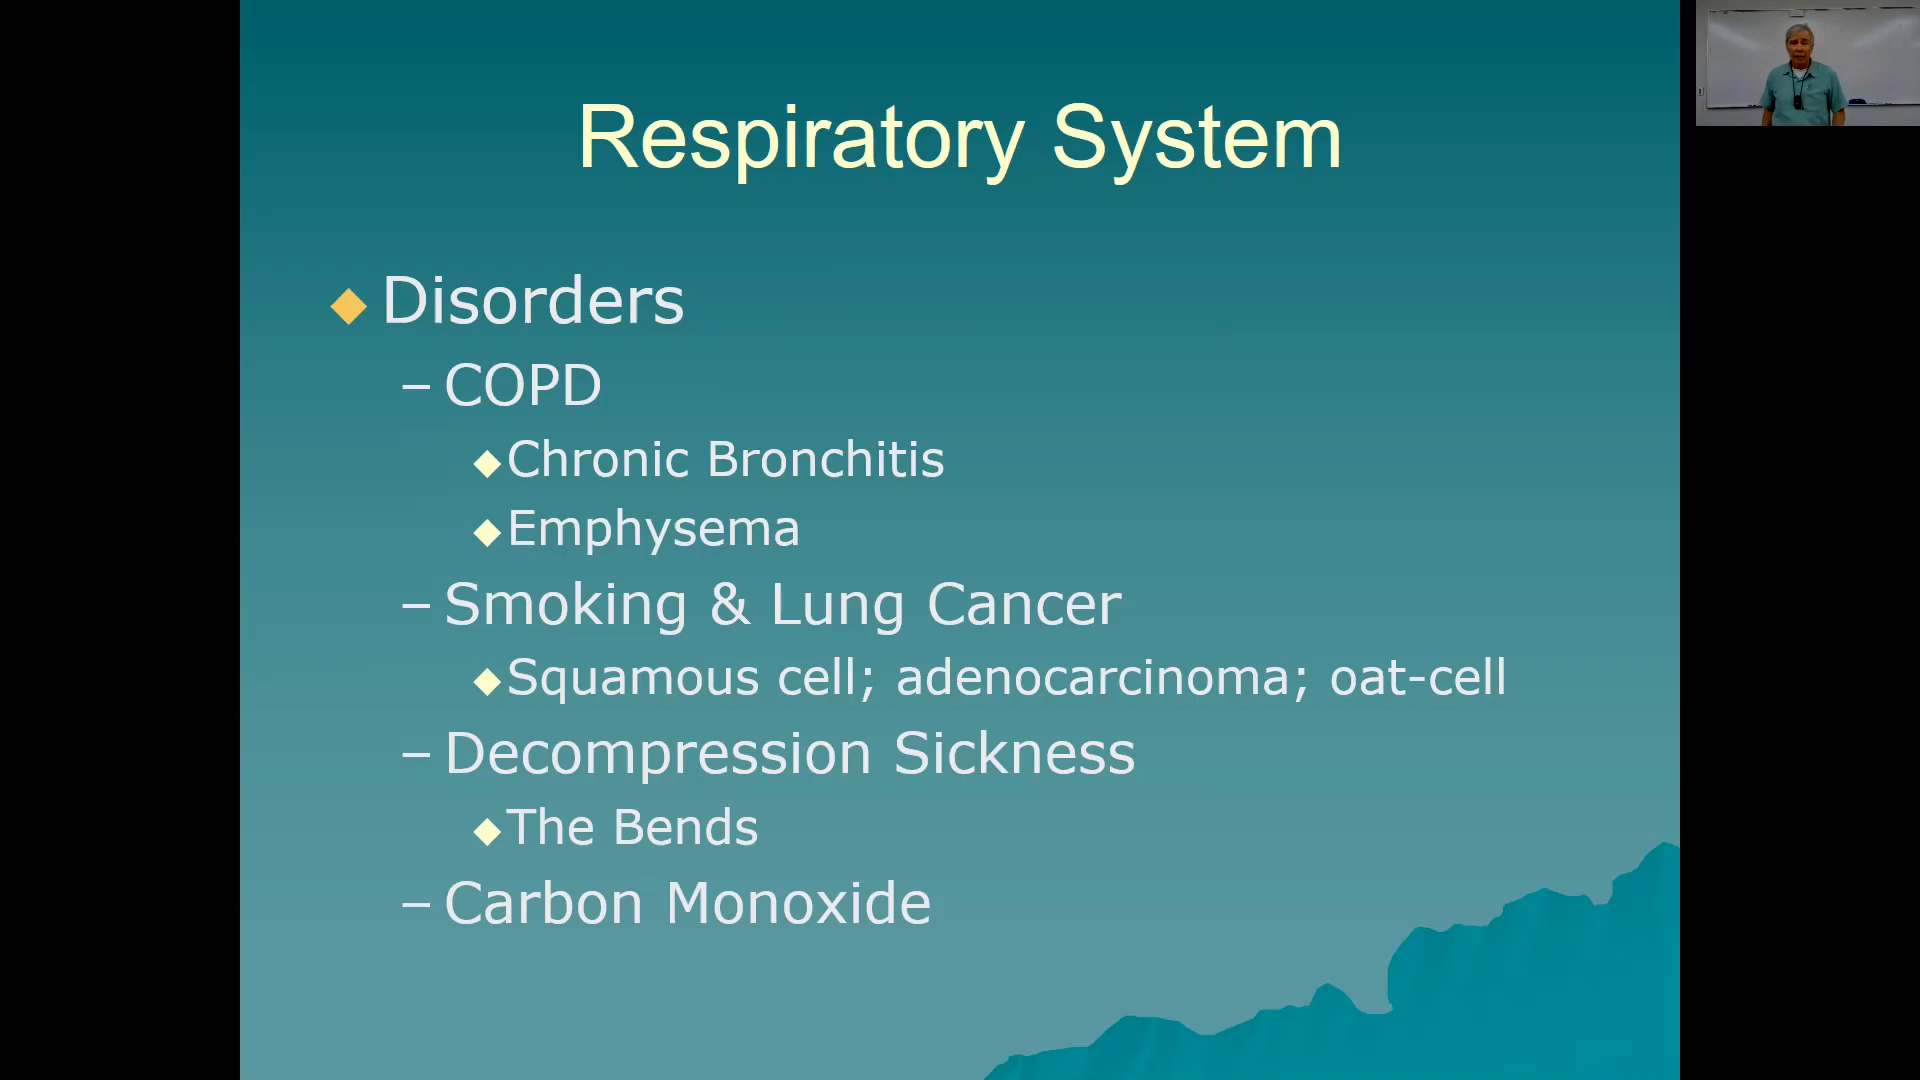 Respiratory System
Disorders
– COPD
Chronic Bronchitis
Emphysema
– Smoking & Lung Cancer
Squamous cell; adenocarcinoma; oat-cell
– Decompression Sickness
The Bends
– Carbon Monoxide